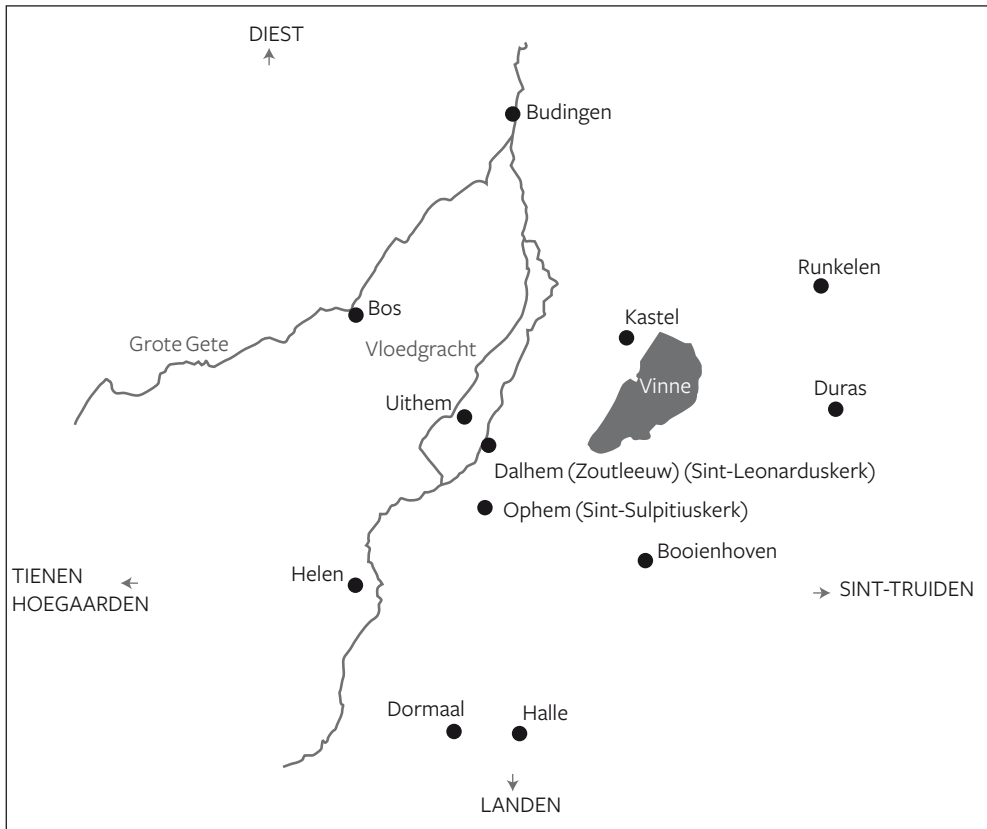 DIEST
Budingen
Runkelen
Bos
Kastel
Grote Gete
Vloedgracht
Vinne
Uithem
Duras
Dalhem (Zoutleeuw) (Sint-Leonarduskerk)
Ophem (Sint-Sulpitiuskerk)
Booienhoven
TIENEN
HOEGAARDEN
Helen
SINT-TRUIDEN
Dormaal
Halle
LANDEN